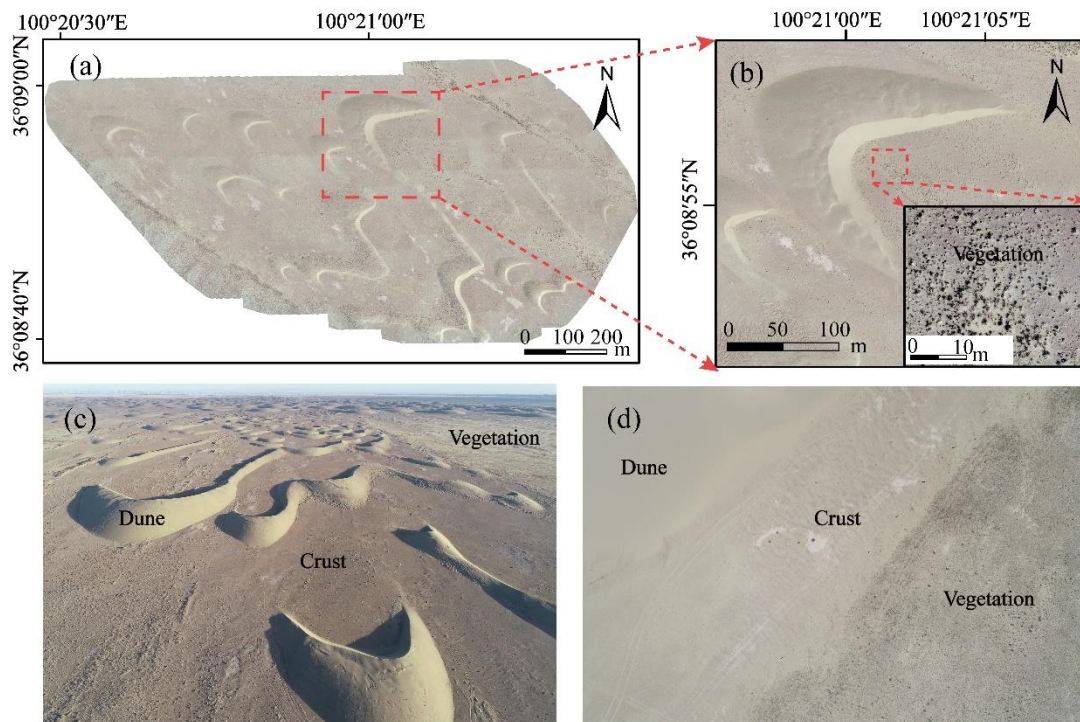 100°20′30″E
100°21′00″E
36°09′00″N
36°08′40″N
(a)
N
0 100 200
m
100°21′00″E
100°21′05″E
36°08′55″N
(b)
N
0 50 100
m
Vegetation
0 10
m
(c)
Vegetation
Dune
Crust
(d)
Dune
Crust
Vegetation